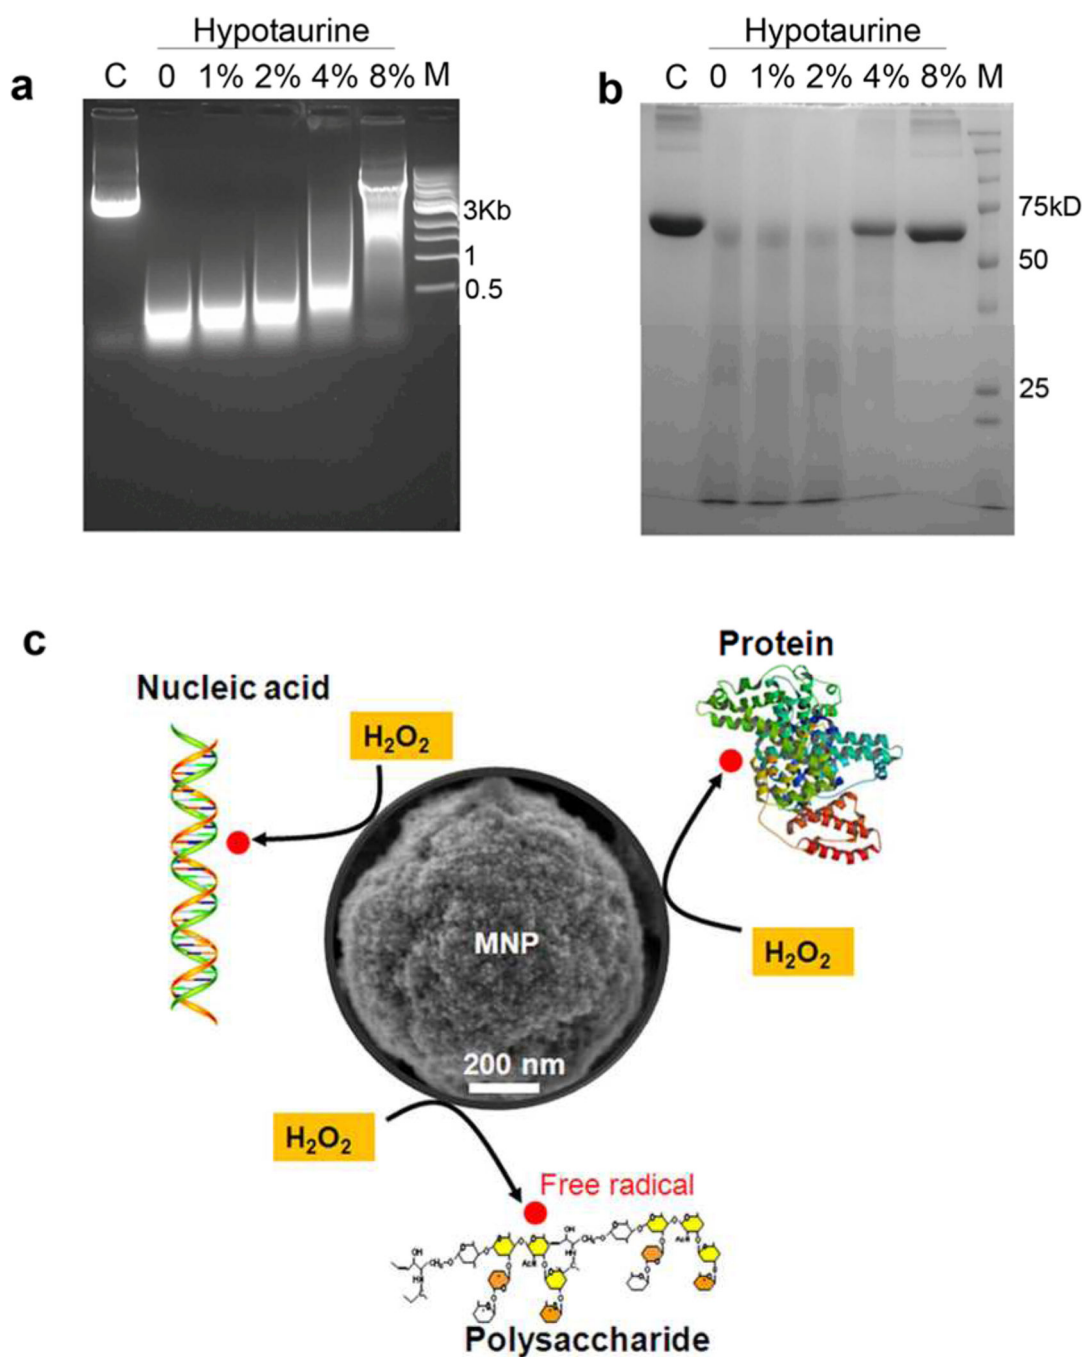 Hypotaurine
a C 0 1% 2% 4% 8% M
3Kb
1
0.5
Hypotaurine
b C 0 1% 2% 4% 8% M
75kD
50
25
c
Nucleic acid
H₂O₂
Protein
H₂O₂
MNP
200 nm
H₂O₂
Free radical
Polysaccharide